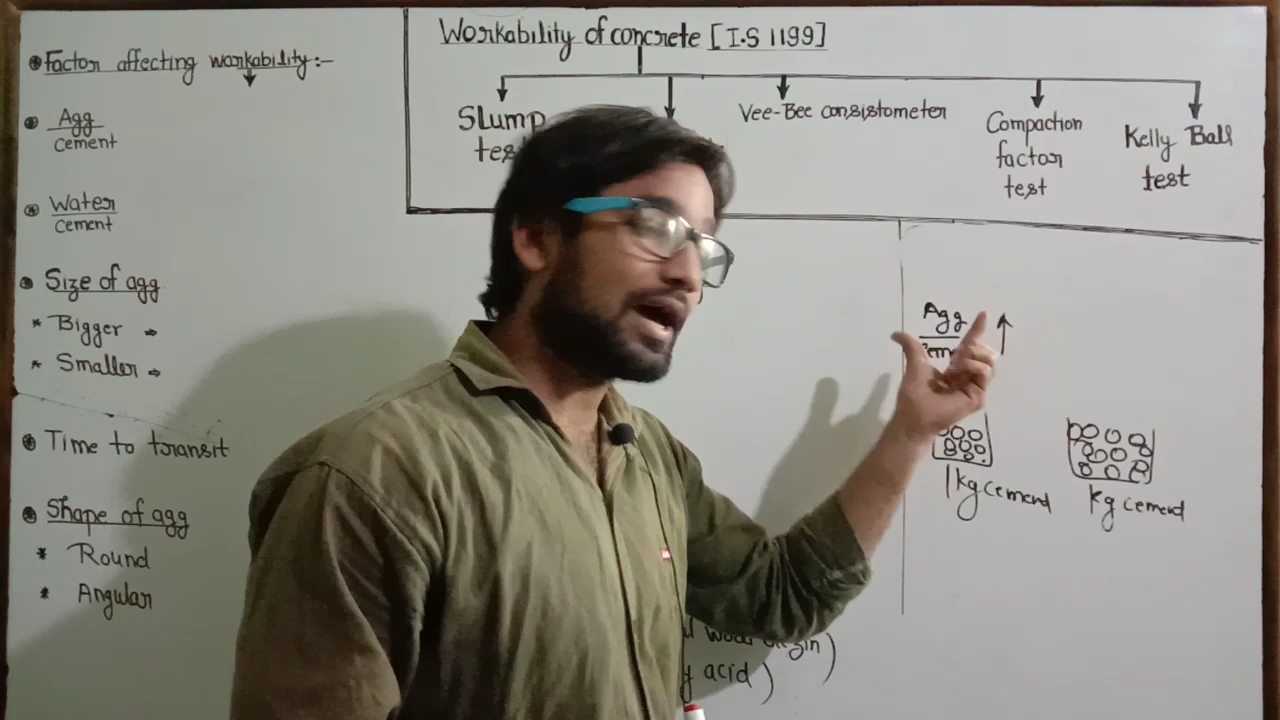 Workability of concrete [I.S 1199]
Slump
test
Vee-Bee consistometer
Compaction
factor
test
Kelly Ball
test
Factor affecting workability:-
Agg
cement
Water
cement
Size of agg
* Bigger ⇒
* Smaller ⇒
Time to transit
Shape of agg
* Round
* Angular
Agg ↑
1kg cement
kg cement
acid )